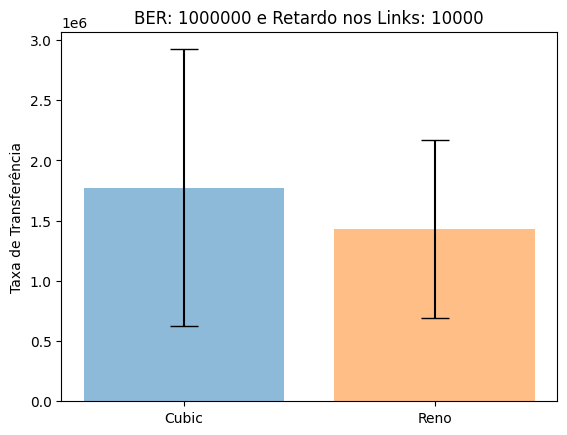 BER: 1000000 e Retardo nos Links: 10000
1e6
3.0
2.5
2.0
1.5
1.0
0.5
0.0
Taxa de Transferência
Cubic
Reno